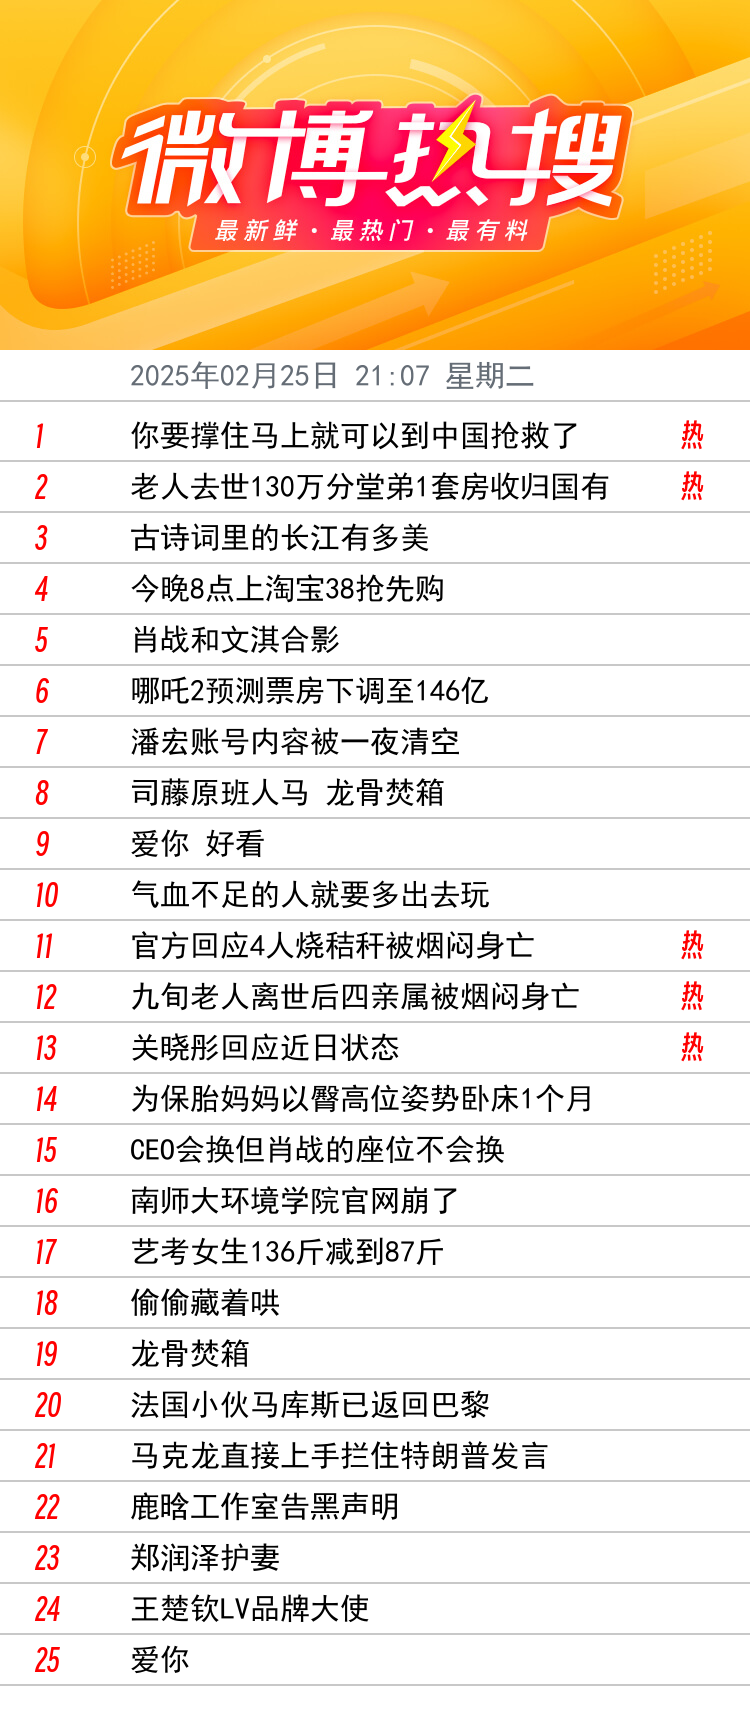 微博热搜
最新鲜·最热门·最有料
2025年02月25日 21:07 星期二
1 你要撑住马上就可以到中国抢救了 热
2 老人去世130万分堂弟1套房收归国有 热
3 古诗词里的长江有多美
4 今晚8点上淘宝38抢先购
5 肖战和文淇合影
6 哪吒2预测票房下调至146亿
7 潘宏账号内容被一夜清空
8 司藤原班人马 龙骨焚箱
9 爱你 好看
10 气血不足的人就要多出去玩
11 官方回应4人烧秸秆被烟闷身亡 热
12 九旬老人离世后四亲属被烟闷身亡 热
13 关晓彤回应近日状态 热
14 为保胎妈妈以臀高位姿势卧床1个月
15 CEO会换但肖战的座位不会换
16 南师大环境学院官网崩了
17 艺考女生136斤减到87斤
18 偷偷藏着哄
19 龙骨焚箱
20 法国小伙马库斯已返回巴黎
21 马克龙直接上手拦住特朗普发言
22 鹿晗工作室告黑声明
23 郑润泽护妻
24 王楚钦LV品牌大使
25 爱你